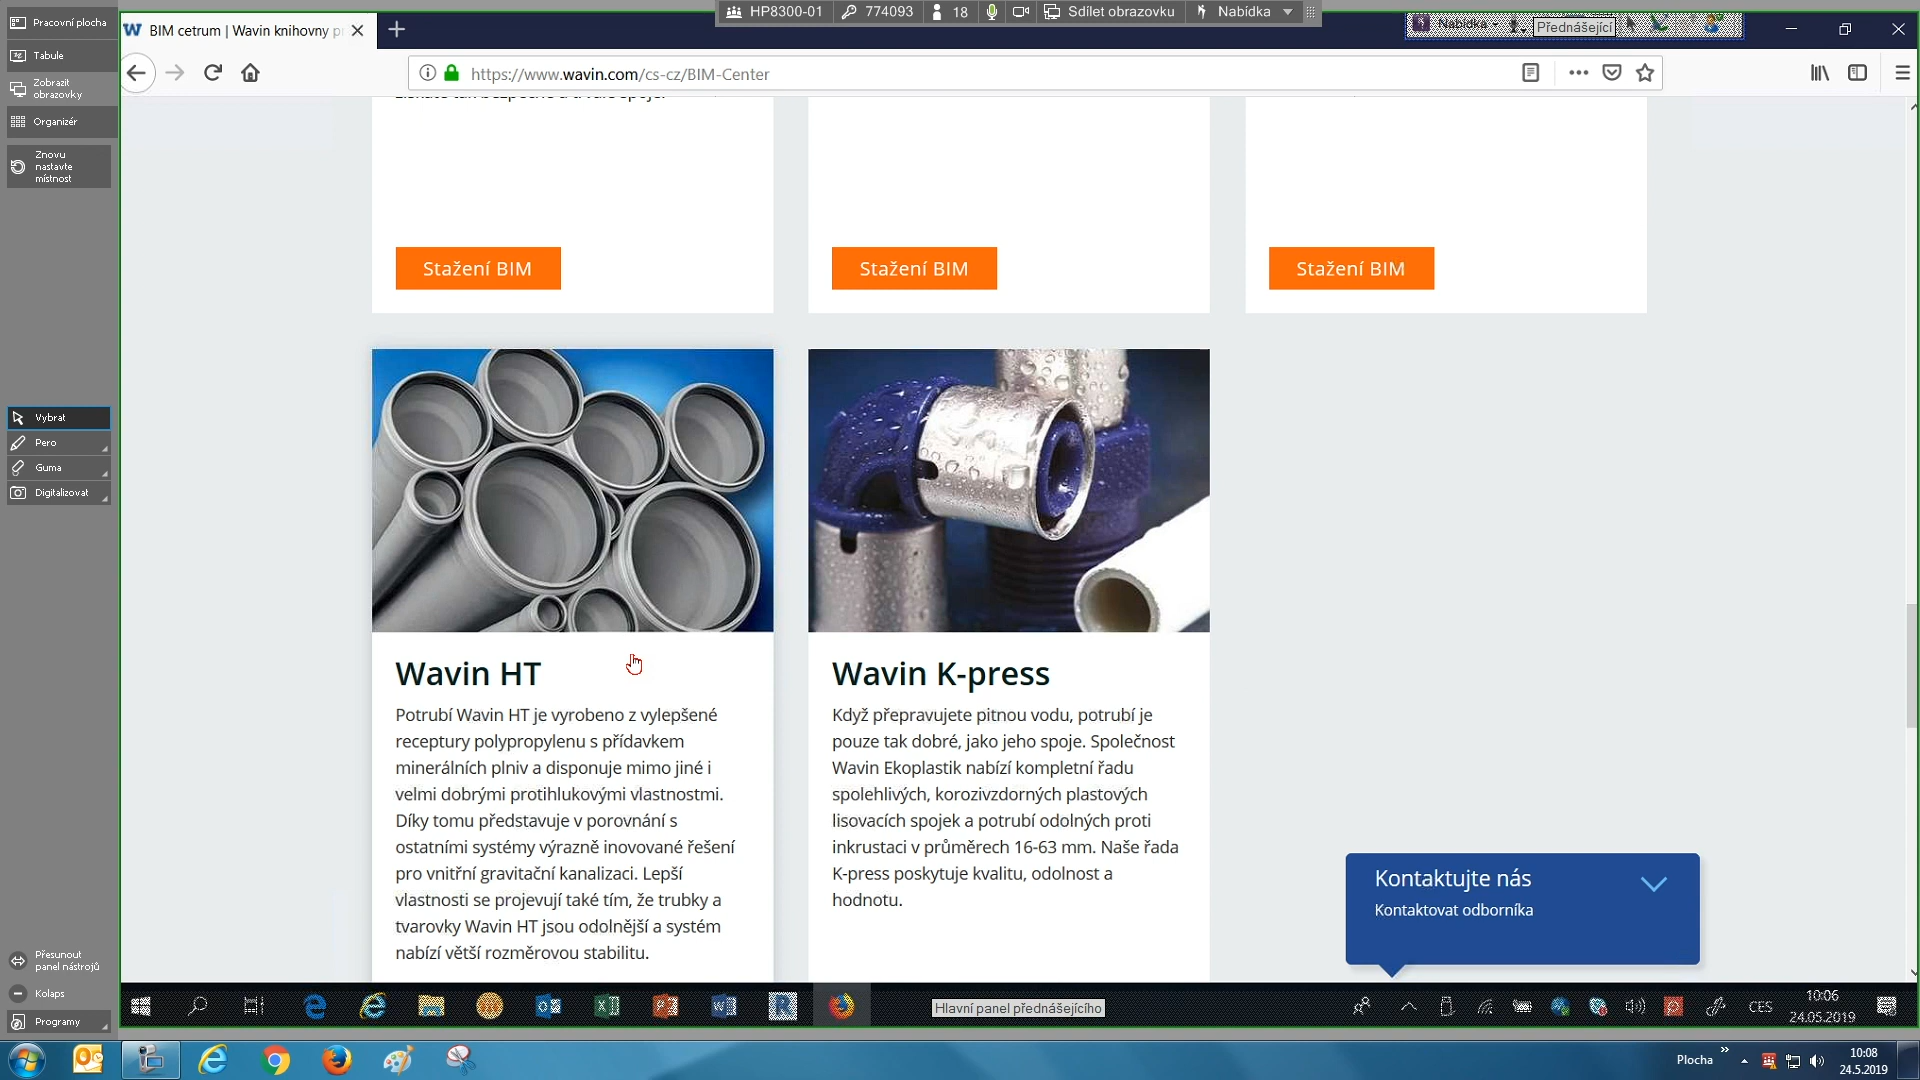 Pracovní plocha
HP8300-01
774093
18
Sdílet obrazovku
Nabídka
BIM cetrum | Wavin knihovny
Nabídka
Přednášející
Tabule
Zobrazit
obrazovky
https://www.wavin.com/cs-cz/BIM-Center
Organizér
Znovu
nastavte
místnost
Stažení BIM
Stažení BIM
Stažení BIM
Vybrat
Pero
Guma
Digitalizovat
Wavin HT
Potrubí Wavin HT je vyrobeno z vylepšené
receptury polypropylenu s přídavkem
minerálních plniv a disponuje mimo jiné i
velmi dobrými protihlukovými vlastnostmi.
Díky tomu představuje v porovnání s
ostatními systémy výrazně inovované řešení
pro vnitřní gravitační kanalizaci. Lepší
vlastnosti se projevují také tím, že trubky a
tvarovky Wavin HT jsou odolnější a systém
nabízí větší rozměrovou stabilitu.
Wavin K-press
Když přepravujete pitnou vodu, potrubí je
pouze tak dobré, jako jeho spoje. Společnost
Wavin Ekoplastik nabízí kompletní řadu
spolehlivých, korozivzdorných plastových
lisovacích spojek a potrubí odolných proti
inkrustaci v průměrech 16-63 mm. Naše řada
K-press poskytuje kvalitu, odolnost a
hodnotu.
Kontaktujte nás
Kontaktovat odborníka
Přesunout
panel nástrojů
Kolaps
Programy
Hlavní panel přednášejícího
CES
10:06
24.05.2019
Plocha
10:08
24.5.2019